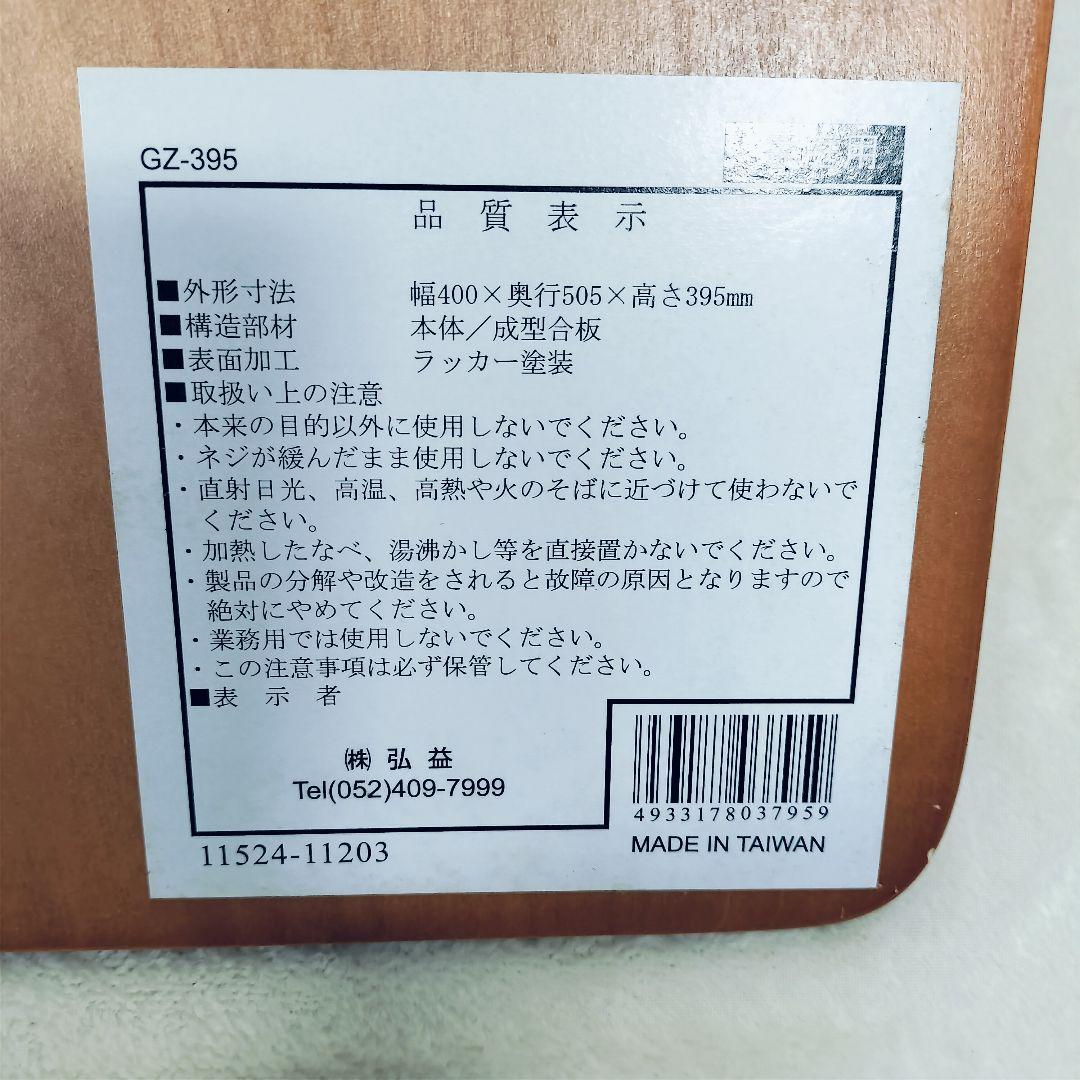 GZ-395
用
品 質 表 示
■外形寸法 幅400×奥行505×高さ395mm
■構造部材 本体／成型合板
■表面加工 ラッカー塗装
■取扱い上の注意
・本来の目的以外に使用しないでください。
・ネジが緩んだまま使用しないでください。
・直射日光、高温、高熱や火のそばに近づけて使わないで
ください。
・加熱したなべ、湯沸かし等を直接置かないでください。
・製品の分解や改造をされると故障の原因となりますので
絶対にやめてください。
・業務用では使用しないでください。
・この注意事項は必ず保管してください。
■表 示 者
㈱ 弘 益
Tel(052)409-7999
4933178037959
MADE IN TAIWAN
11524-11203